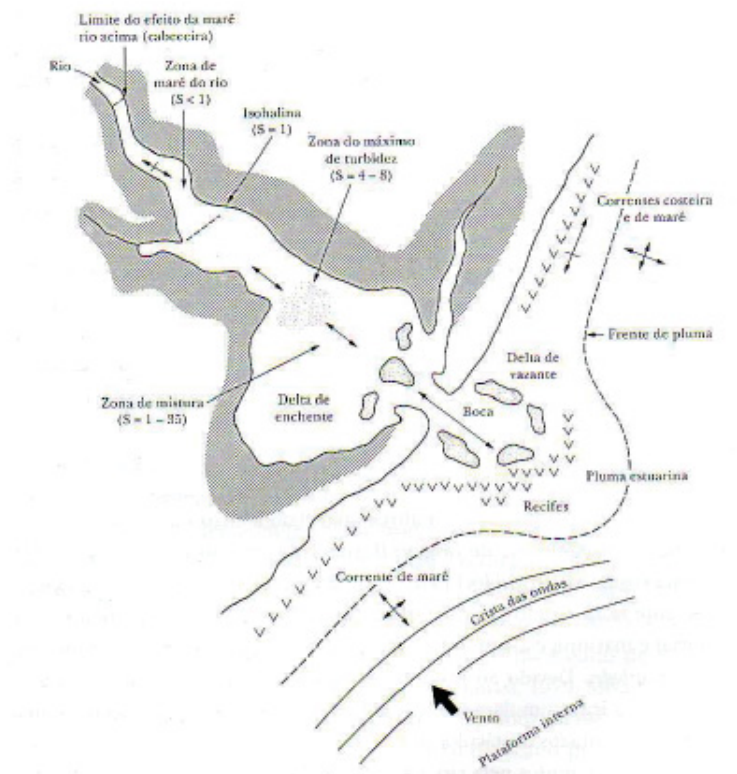 Limite do efeito da maré
rio acima (cabeceira)
Rio
Zona de
maré do rio
(S < 1)
Isohalina
(S = 1)
Zona do máximo
de turbidez
(S = 4 – 8)
Correntes costeira
e de maré
Frente de pluma
Delta de
vazante
Zona de mistura
(S = 1 – 35)
Delta de
enchente
Boca
Pluma estuarina
Recifes
Corrente de maré
Crista das ondas
Vento
Plataforma interna